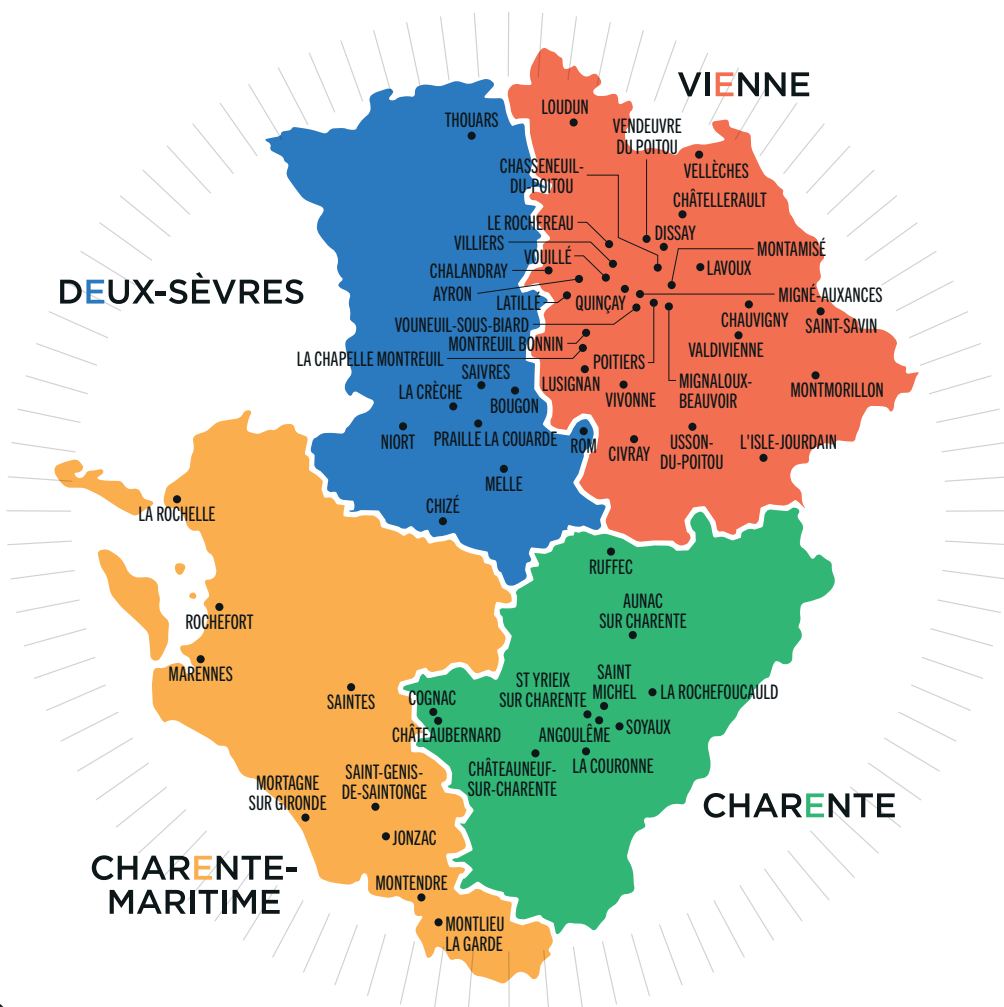 VIENNE
LOUDUN
THOUARS
VENDEUVRE
DU POITOU
VELLÈCHES
CHASSENEUIL-
DU-POITOU
CHÂTELLERAULT
LE ROCHEREAU
DISSAY
VILLIERS
MONTAMISÉ
VOUILLÉ
CHALANDRAY
LAVOUX
DEUX-SÈVRES
AYRON
LATILLÉ
QUINÇAY
MIGNÉ-AUXANCES
CHAUVIGNY
SAINT-SAVIN
VOUNEUIL-SOUS-BIARD
MONTREUIL BONNIN
VALDIVIENNE
LA CHAPELLE MONTREUIL
POITIERS
SAIVRES
LUSIGNAN
MIGNALOUX-
BEAUVOIR
MONTMORILLON
LA CRÈCHE
VIVONNE
BOUGON
NIORT
PRAILLE LA COUARDE
ROM
CIVRAY
USSON-
DU-POITOU
L'ISLE-JOURDAIN
MELLE
CHIZÉ
LA ROCHELLE
RUFFEC
AUNAC
SUR CHARENTE
ROCHEFORT
MARENNES
SAINTES
COGNAC
CHÂTEAUBERNARD
ST YRIEIX
SUR CHARENTE
SAINT
MICHEL
LA ROCHEFOUCAULD
ANGOULÊME
SOYAUX
LA COURONNE
CHÂTEAUNEUF-
SUR-CHARENTE
MORTAGNE
SUR GIRONDE
SAINT-GENIS-
DE-SAINTONGE
CHARENTE
JONZAC
CHARENTE-
MARITIME
MONTENDRE
MONTLIEU
LA GARDE